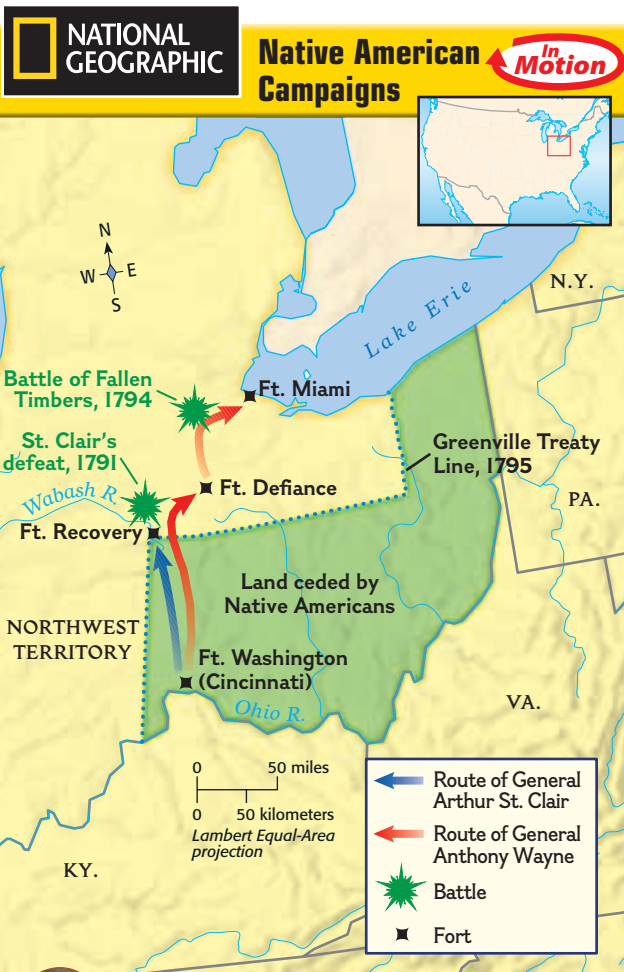 NATIONAL
GEOGRAPHIC
Native American
Campaigns
In
Motion
N
W
E
S
Lake Erie
N.Y.
Battle of Fallen
Timbers, 1794
Ft. Miami
St. Clair's
defeat, 1791
Greenville Treaty
Line, 1795
Wabash R.
Ft. Defiance
PA.
Ft. Recovery
Land ceded by
Native Americans
NORTHWEST
TERRITORY
Ft. Washington
(Cincinnati)
VA.
Ohio R.
0 50 miles
0 50 kilometers
Lambert Equal-Area
projection
KY.
Route of General
Arthur St. Clair
Route of General
Anthony Wayne
Battle
Fort